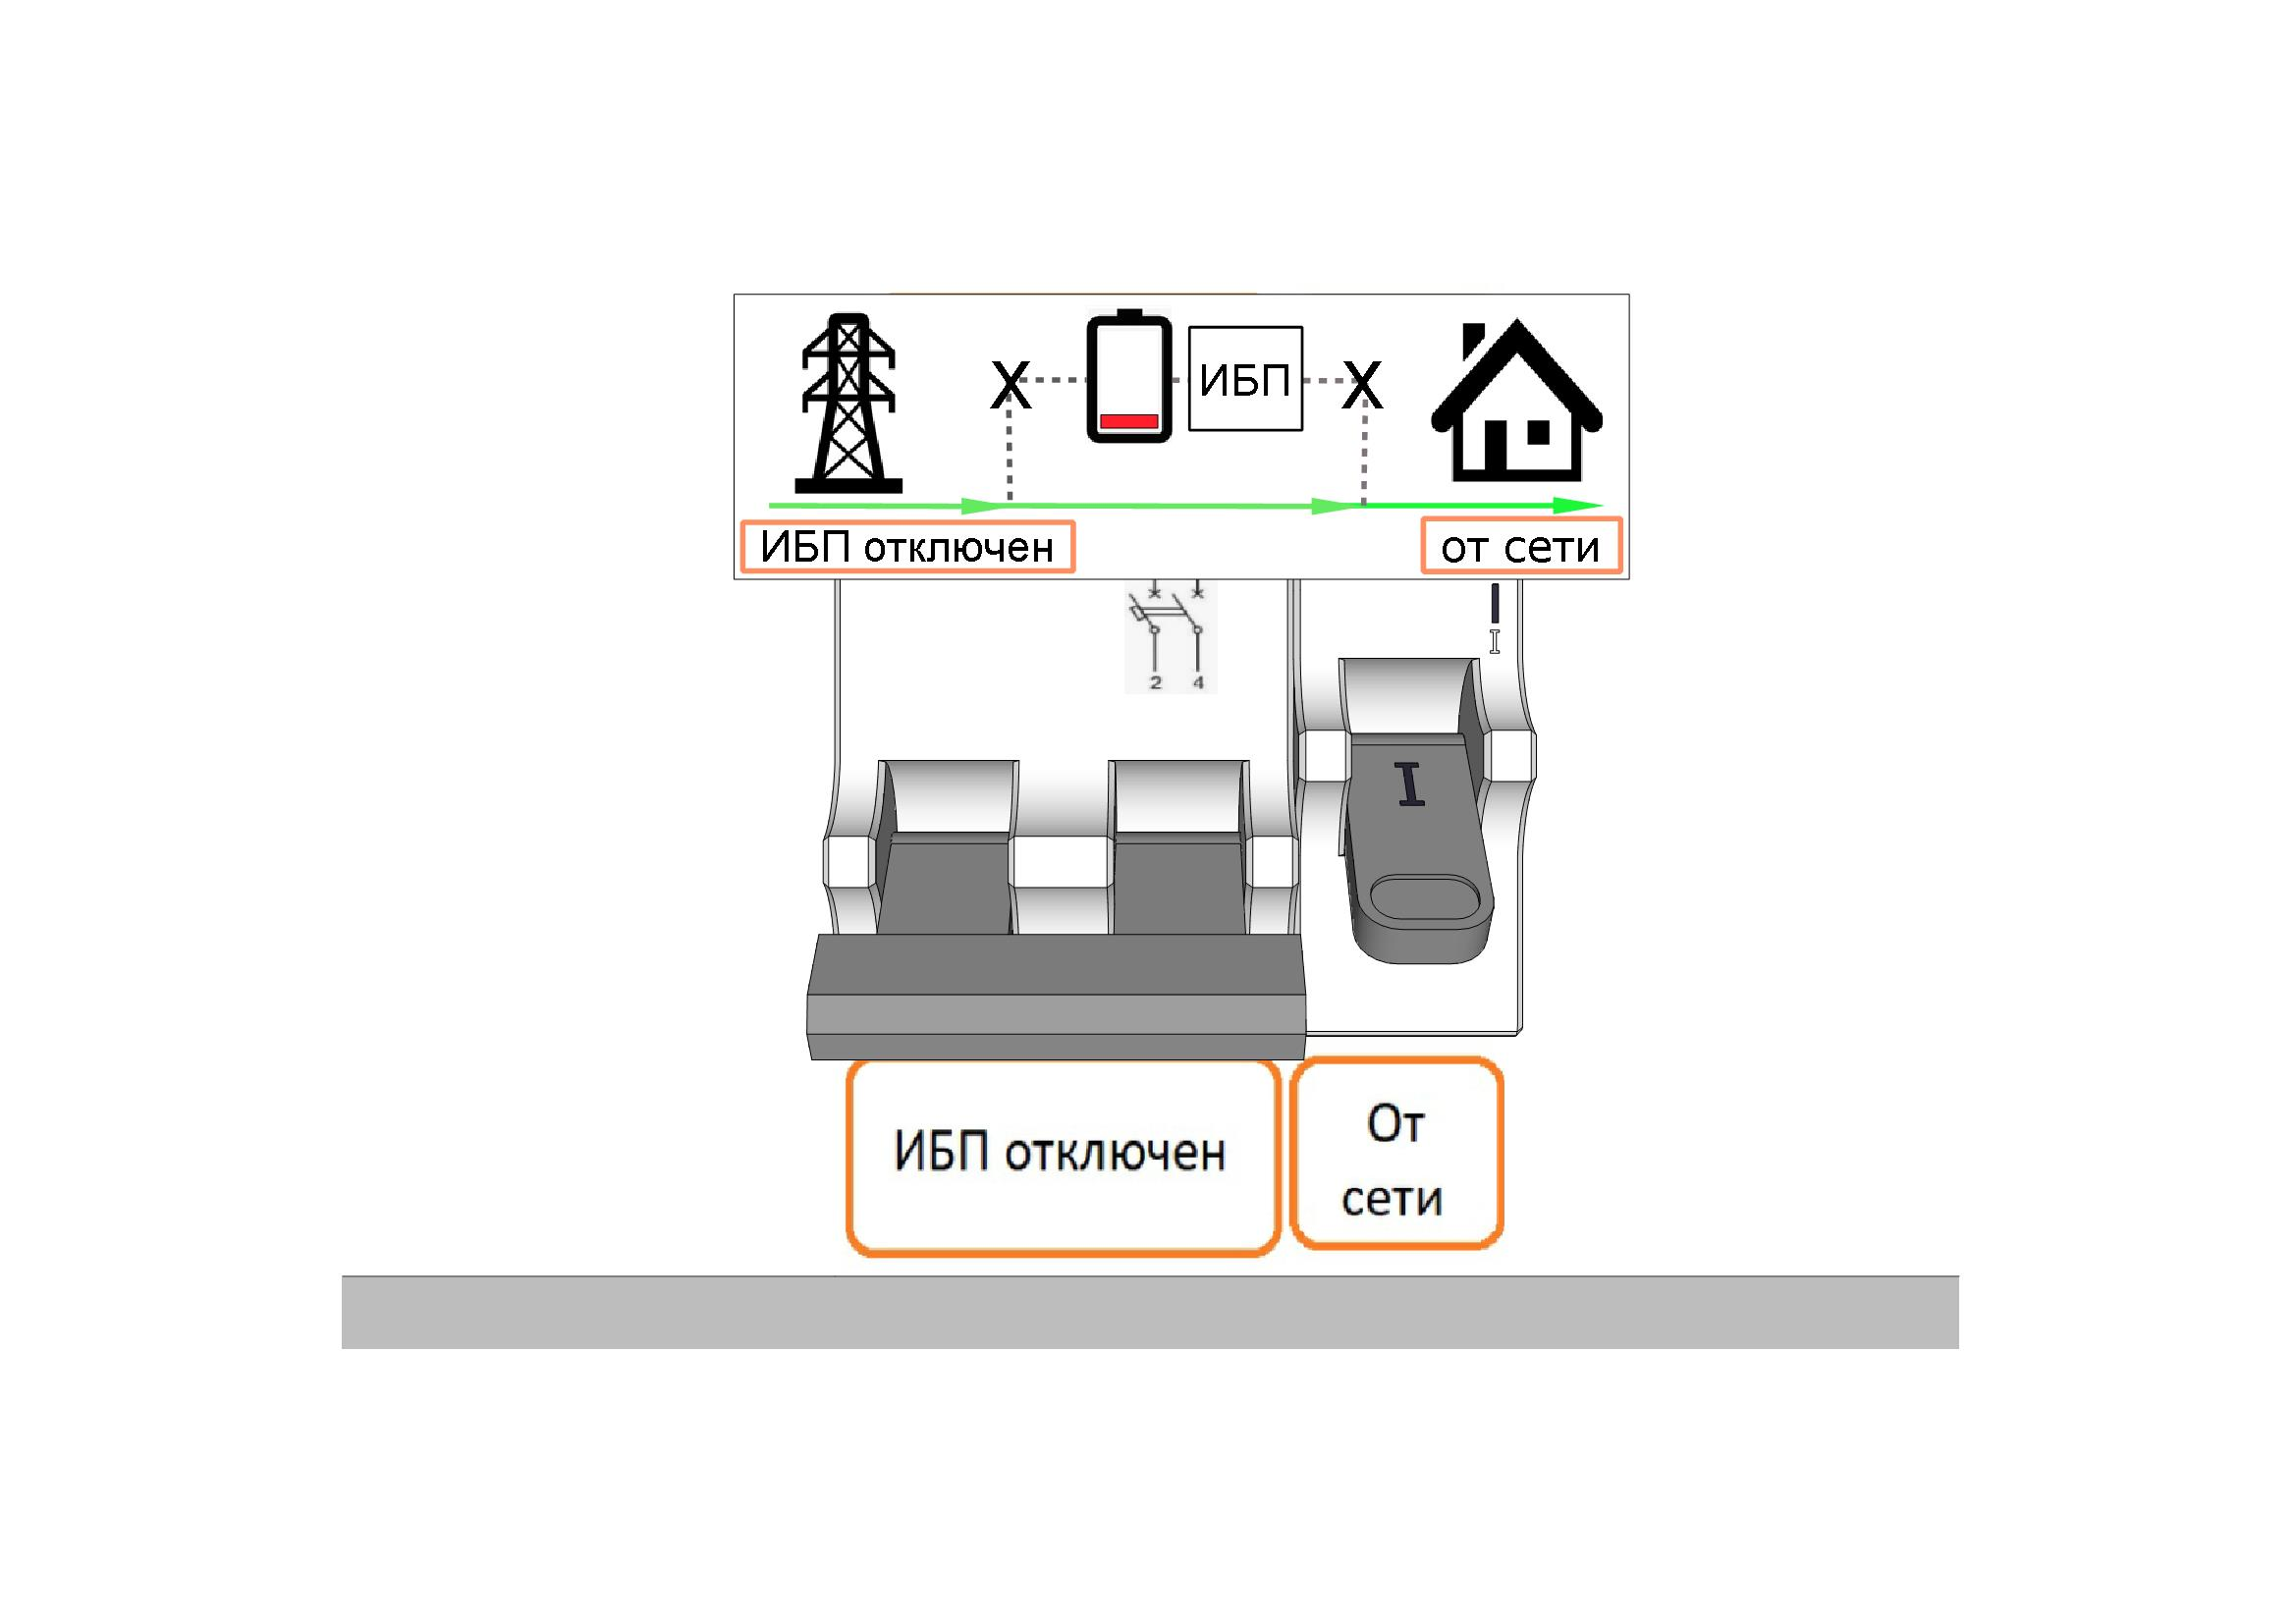 ИБП
X X
ИБП отключен
от сети
I
I
2 4
I
ИБП отключен
От
сети